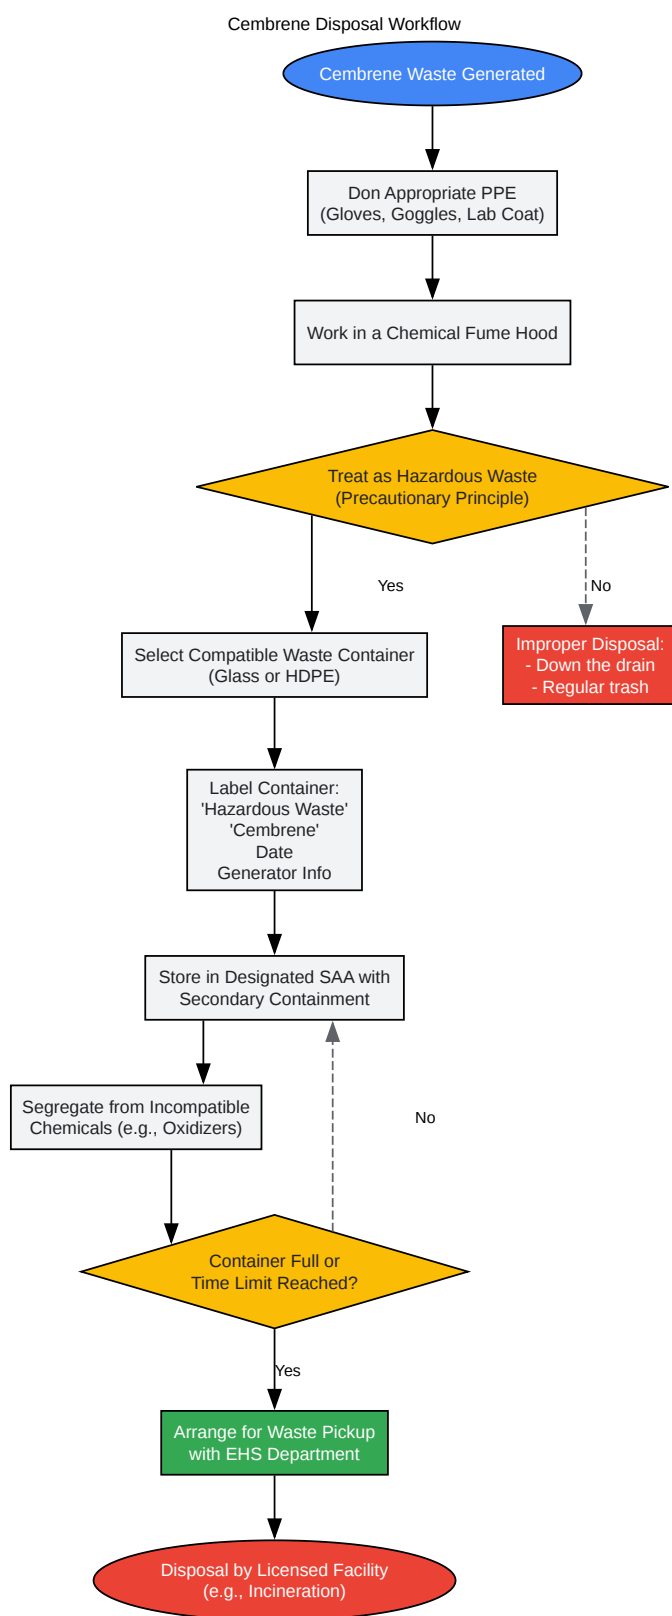 Cembrene Disposal Workflow
Cembrene Waste Generated
Don Appropriate PPE
(Gloves, Goggles, Lab Coat)
Work in a Chemical Fume Hood
Treat as Hazardous Waste
(Precautionary Principle)
Yes
No
Select Compatible Waste Container
(Glass or HDPE)
Improper Disposal:
- Down the drain
- Regular trash
Label Container:
'Hazardous Waste'
'Cembrene'
Date
Generator Info
Store in Designated SAA with
Secondary Containment
Segregate from Incompatible
Chemicals (e.g., Oxidizers)
No
Container Full or
Time Limit Reached?
Yes
Arrange for Waste Pickup
with EHS Department
Disposal by Licensed Facility
(e.g., Incineration)